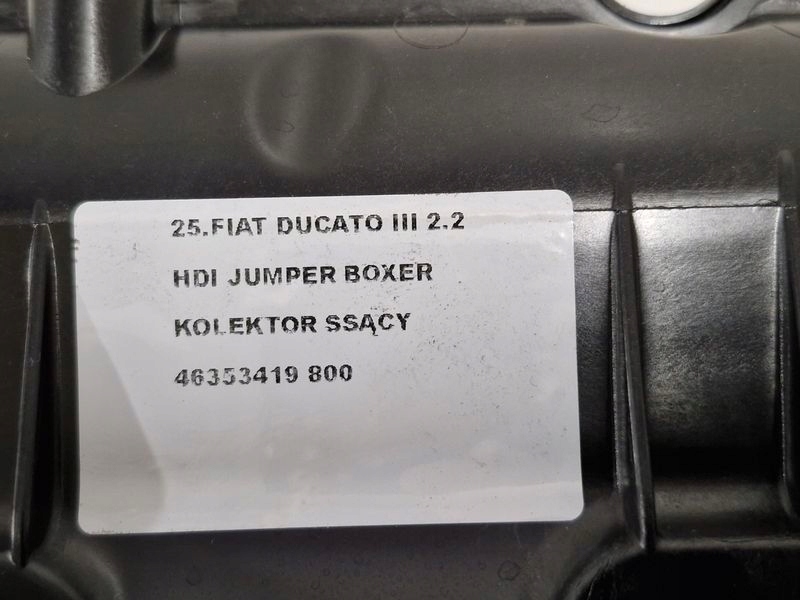 25.FIAT DUCATO III 2.2
HDI JUMPER BOXER
KOLEKTOR SSĄCY
46353419 800